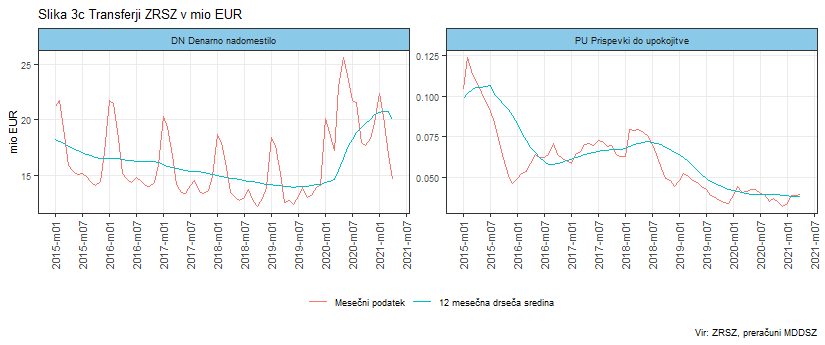 Slika 3c Transferji ZRSZ v mio EUR
DN Denarno nadomestilo
PU Prispevki do upokojitve
mio EUR
25
20
15
0.125
0.100
0.075
0.050
2015-m01
2015-m07
2016-m01
2016-m07
2017-m01
2017-m07
2018-m01
2018-m07
2019-m01
2019-m07
2020-m01
2020-m07
2021-m01
2021-m07
2015-m01
2015-m07
2016-m01
2016-m07
2017-m01
2017-m07
2018-m01
2018-m07
2019-m01
2019-m07
2020-m01
2020-m07
2021-m01
2021-m07
Mesečni podatek
12 mesečna drseča sredina
Vir: ZRSZ, preračuni MDDSZ